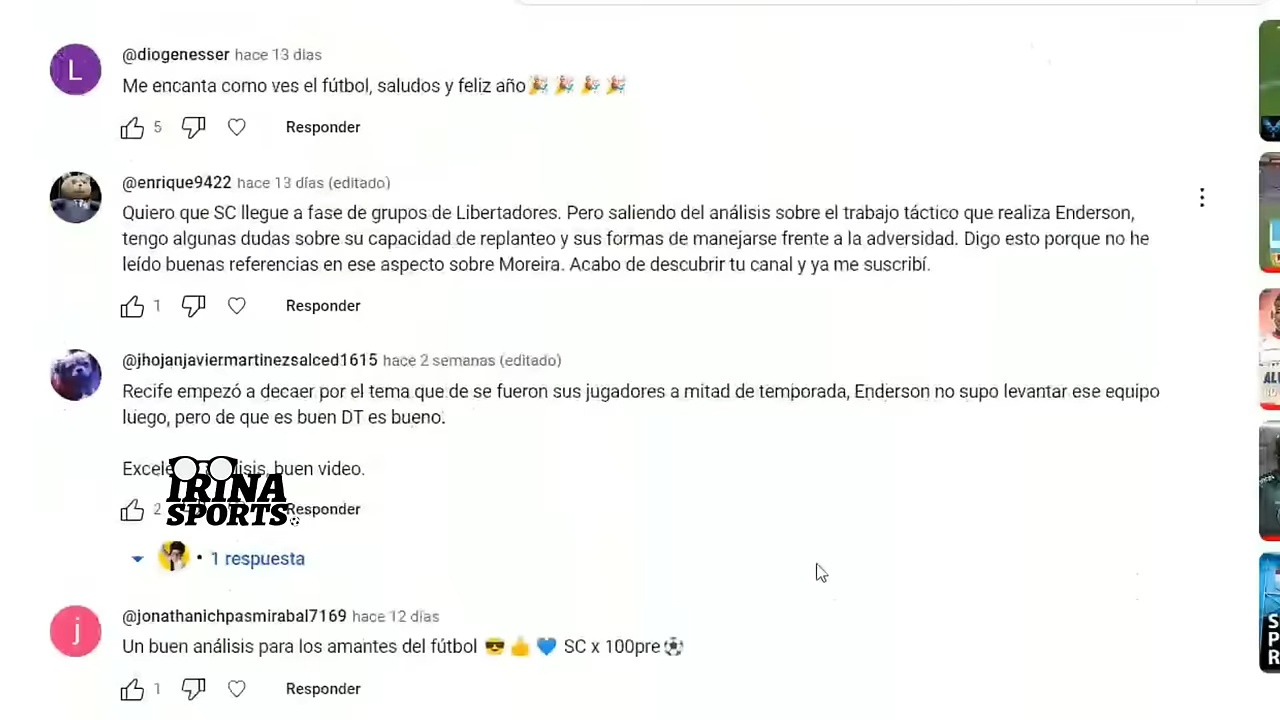 L
@diogenesser hace 13 días
Me encanta como ves el fútbol, saludos y feliz año🎉 🎉 🎉 🎉
5 Responder
@enrique9422 hace 13 días (editado)
Quiero que SC llegue a fase de grupos de Libertadores. Pero saliendo del análisis sobre el trabajo táctico que realiza Enderson,
tengo algunas dudas sobre su capacidad de replanteo y sus formas de manejarse frente a la adversidad. Digo esto porque no he
leído buenas referencias en ese aspecto sobre Moreira. Acabo de descubrir tu canal y ya me suscribí.
1 Responder
@jhojanjaviermartinezsalced1615 hace 2 semanas (editado)
Recife empezó a decaer por el tema que de se fueron sus jugadores a mitad de temporada, Enderson no supo levantar ese equipo
luego, pero de que es buen DT es bueno.
buen video.
IRINA
SPORTS
2 Responder
• 1 respuesta
j
@jonathanichpasmirabal7169 hace 12 días
Un buen análisis para los amantes del fútbol 😎 👍 💙 SC x 100pre⚽
1 Responder
S
P
R